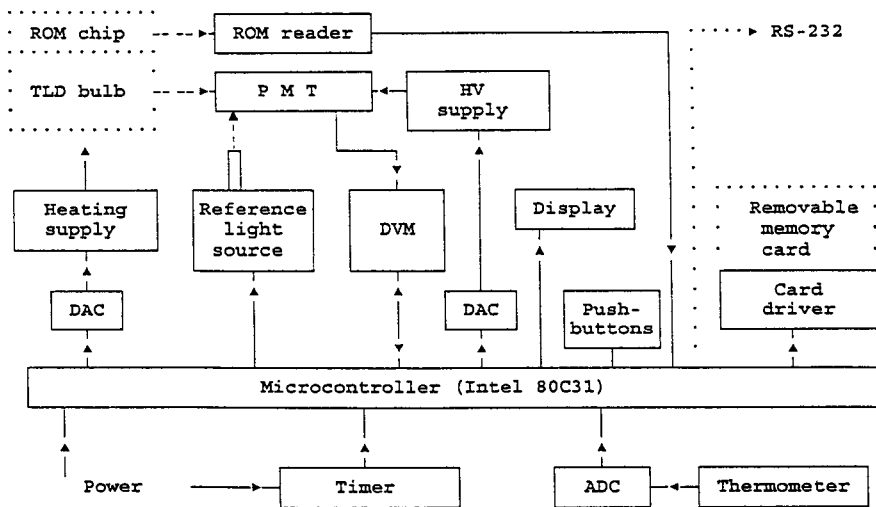 ROM chip
ROM reader
RS-232
TLD bulb
P M T
HV
supply
Heating
supply
Reference
light
source
DVM
Display
Removable
memory
card
DAC
DAC
Push-
buttons
Card
driver
Microcontroller (Intel 80C31)
Power
Timer
ADC
Thermometer